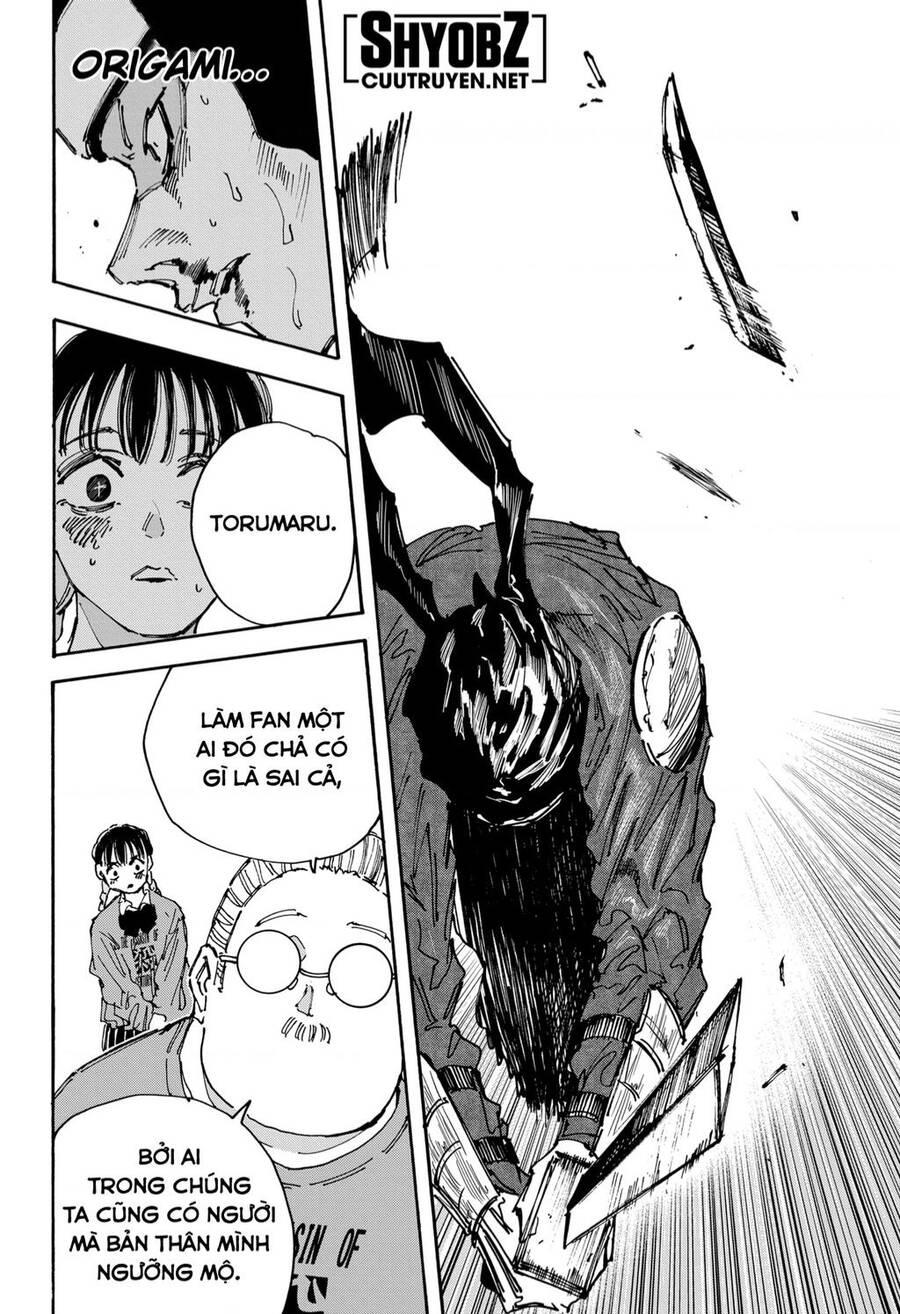 SHYOBZ
CUUTRUYEN.NET
ORIGAMI...
TORUMARU.
LÀM FAN MỘT
AI ĐÓ CHẢ CÓ
GÌ LÀ SAI CẢ,
BỞI AI
TRONG CHÚNG
TA CŨNG CÓ NGƯỜI
MÀ BẢN THÂN MÌNH
NGƯỠNG MỘ.
OF